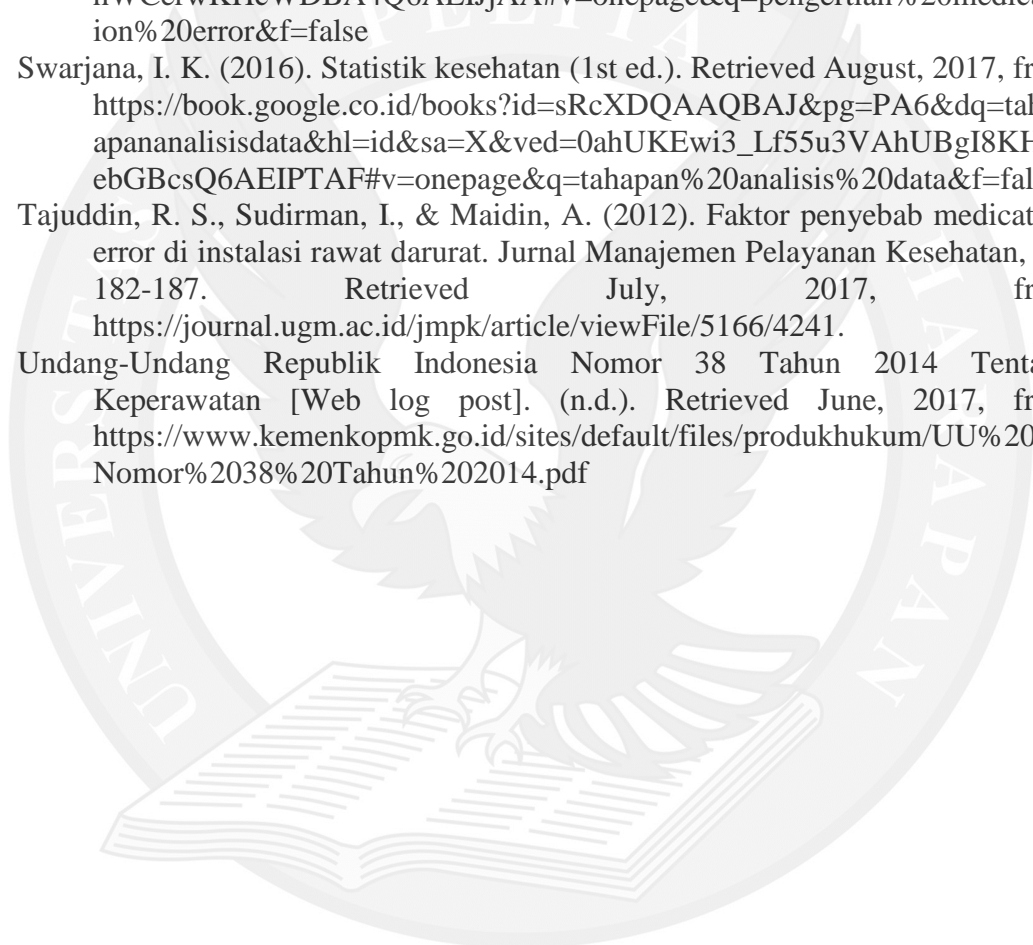 ion%20error&f=false
Swarjana, I. K. (2016). Statistik kesehatan (1st ed.). Retrieved August, 2017, fr
https://book.google.co.id/books?id=sRcXDQAAQBAJ&pg=PA6&dq=tah
apananalisisdata&hl=id&sa=X&ved=0ahUKEwi3_Lf55u3VAhUBgI8KH
ebGBcsQ6AEIPTAF#v=onepage&q=tahapan%20analisis%20data&f=fal
Tajuddin, R. S., Sudirman, I., & Maidin, A. (2012). Faktor penyebab medicat
error di instalasi rawat darurat. Jurnal Manajemen Pelayanan Kesehatan,
182-187. Retrieved July, 2017, fr
https://journal.ugm.ac.id/jmpk/article/viewFile/5166/4241.
Undang-Undang Republik Indonesia Nomor 38 Tahun 2014 Tenta
Keperawatan [Web log post]. (n.d.). Retrieved June, 2017, fr
https://www.kemenkopmk.go.id/sites/default/files/produkhukum/UU%20
Nomor%2038%20Tahun%202014.pdf
UNIVERSITAS PELITA HARAPAN